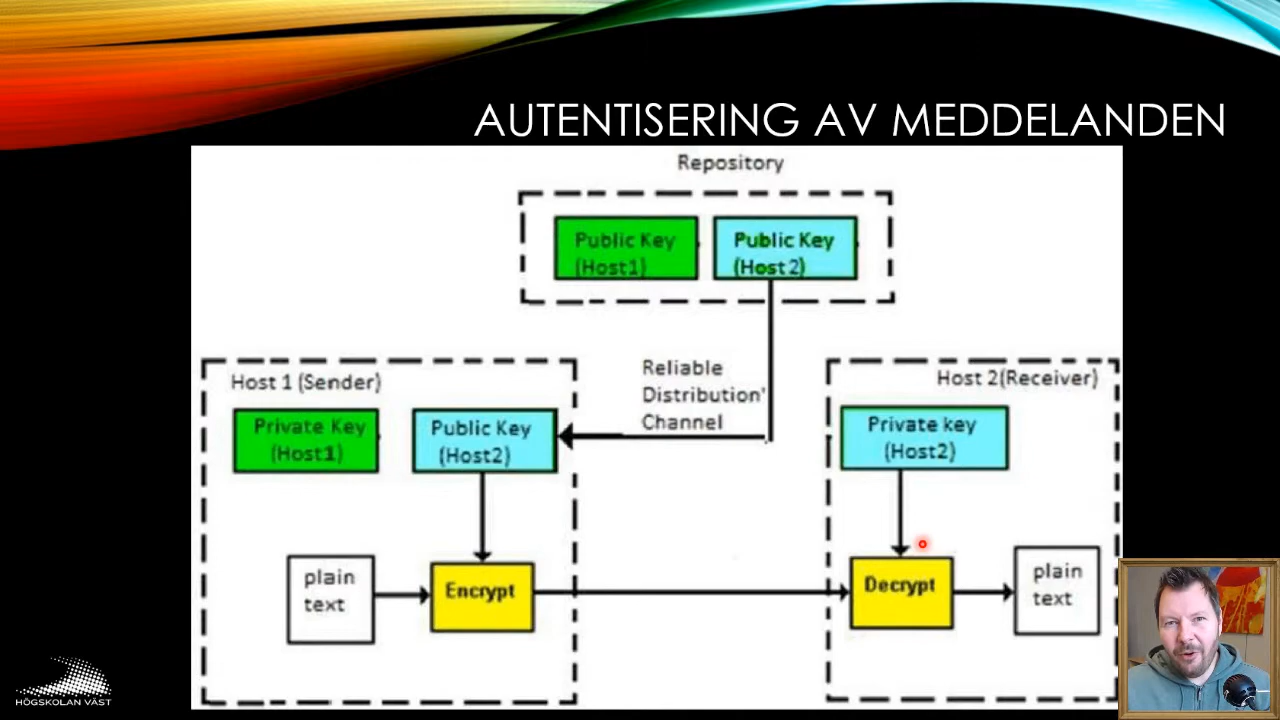 AUTENTISERING AV MEDDELANDEN
Repository
Public Key
(Host1)
Public Key
(Host2)
Reliable
Distribution'
Channel
Host 1 (Sender)
Private Key
(Host1)
Public Key
(Host2)
plain
text
Encrypt
Host 2(Receiver)
Private key
(Host2)
Decrypt
plain
text
HÖGSKOLAN VÄST